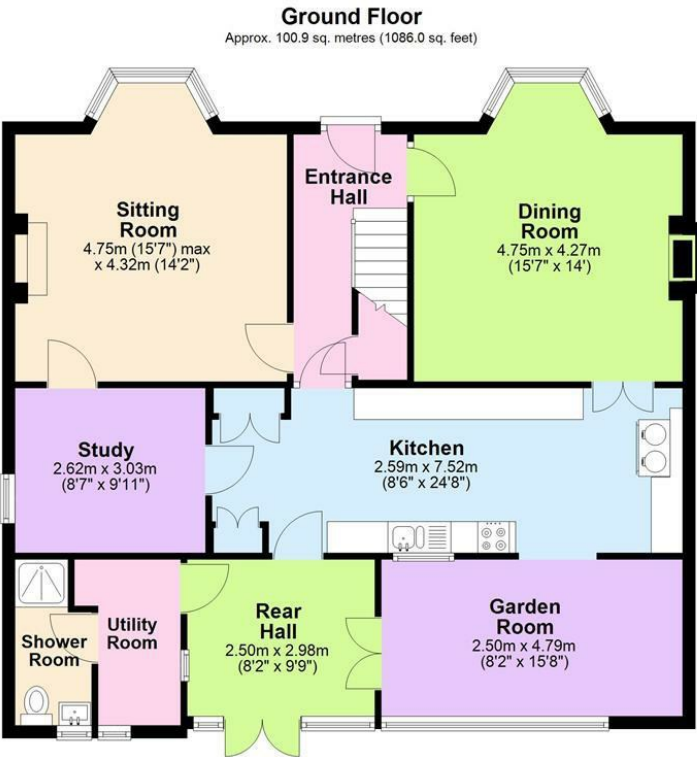 Ground Floor
Approx. 100.9 sq. metres (1086.0 sq. feet)
Entrance
Hall
Sitting
Room
4.75m (15'7") max
x 4.32m (14'2")
Dining
Room
4.75m x 4.27m
(15'7" x 14')
Study
2.62m x 3.03m
(8'7" x 9'11")
Kitchen
2.59m x 7.52m
(8'6" x 24'8")
Shower
Room
Utility
Room
Rear
Hall
2.50m x 2.98m
(8'2" x 9'9")
Garden
Room
2.50m x 4.79m
(8'2" x 15'8")